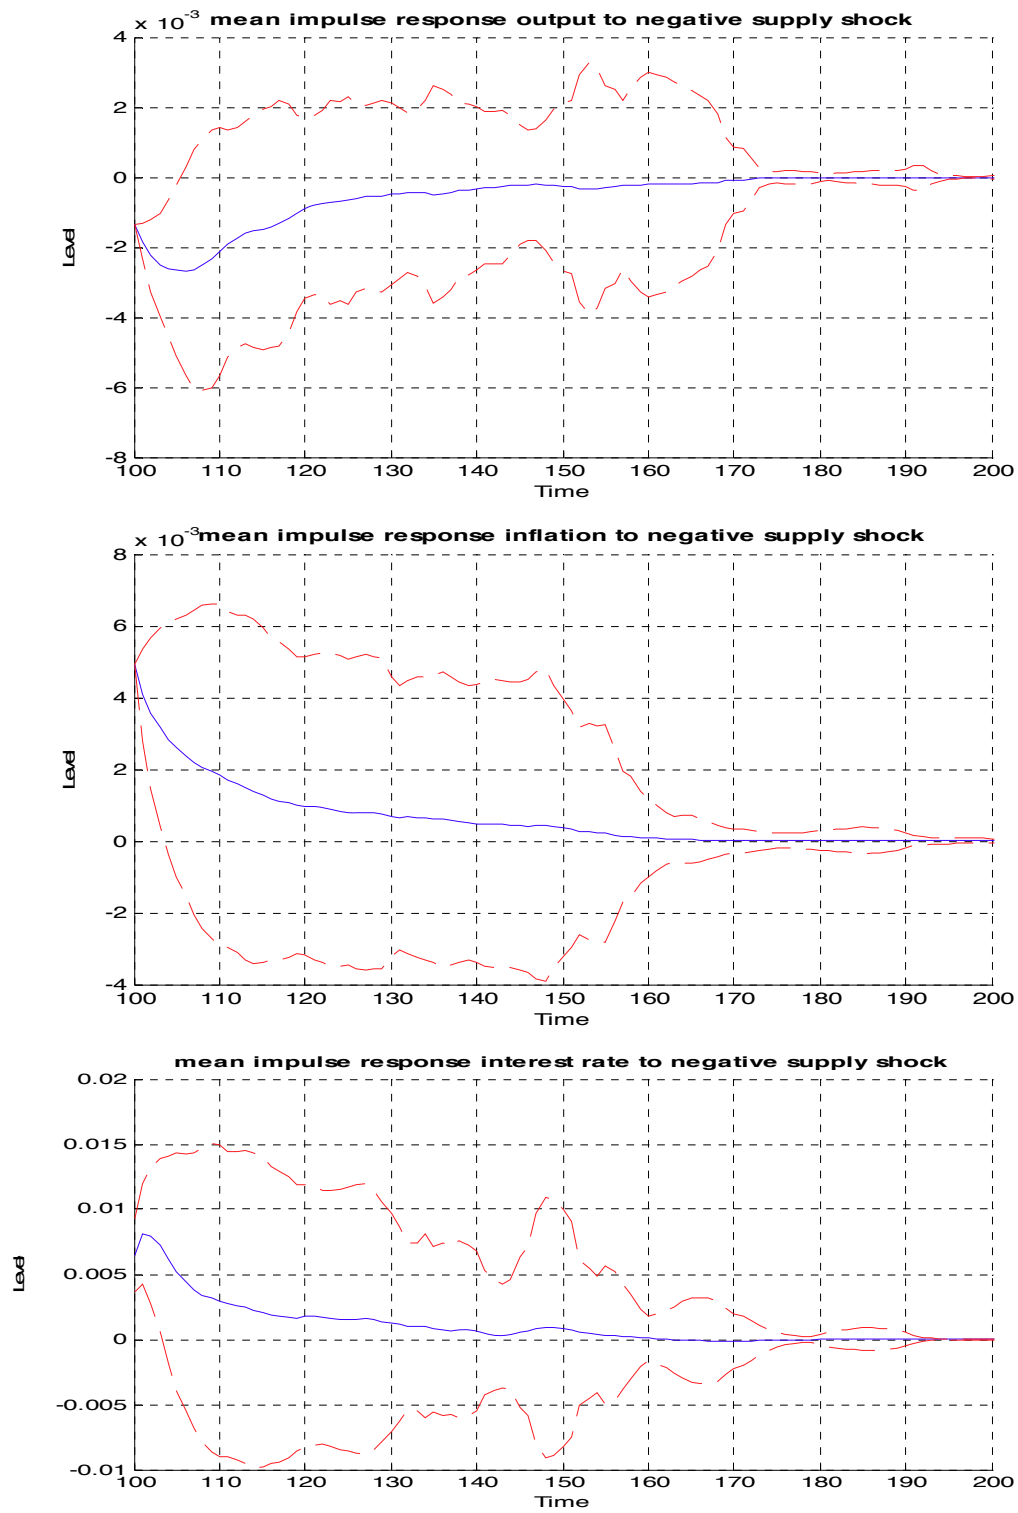 x 10-3 mean impulse response output to negative supply shock
4
2
0
-2
-4
-6
-8
Level
100 110 120 130 140 150 160 170 180 190 200
Time
x 10-3 mean impulse response inflation to negative supply shock
8
6
4
2
0
-2
-4
Level
100 110 120 130 140 150 160 170 180 190 200
Time
mean impulse response interest rate to negative supply shock
0.02
0.015
0.01
0.005
0
-0.005
-0.01
Level
100 110 120 130 140 150 160 170 180 190 200
Time